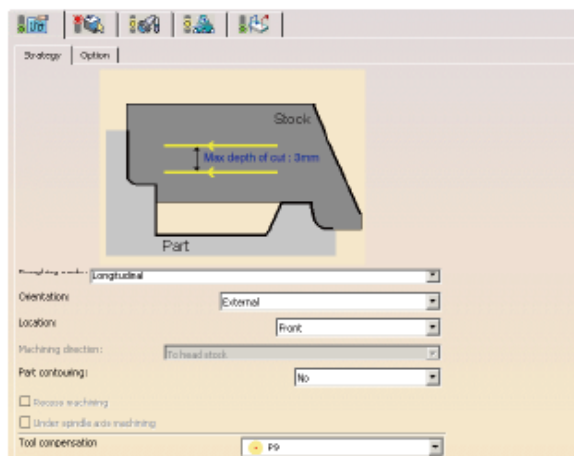 Strategy Option
Stock
Max depth of cut : 3mm
Part
Longitudinal
Orientation: External
Location: Front
Machining direction: To head stock
Part contouring: No
Recess machining
Under spindle axis machining
Tool compensation P9